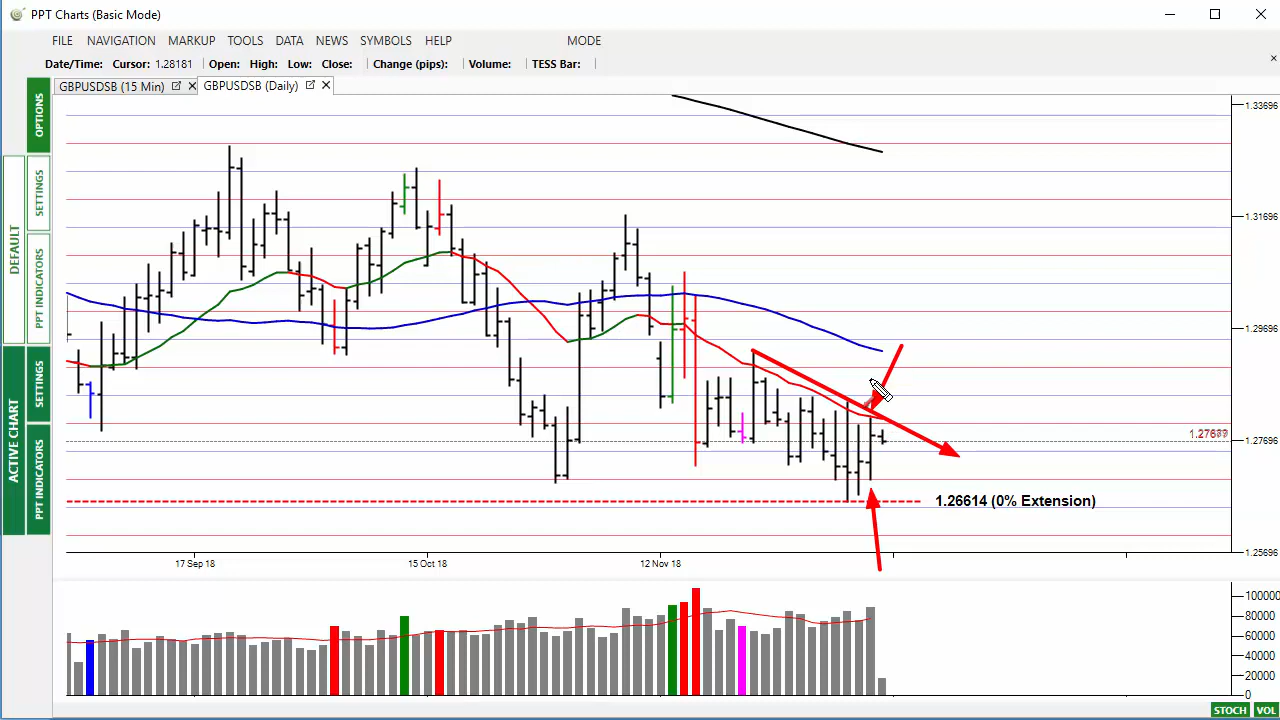 PPT Charts (Basic Mode)
FILE NAVIGATION MARKUP TOOLS DATA NEWS SYMBOLS HELP MODE
Date/Time: Cursor: 1.28181 Open: High: Low: Close: Change (pips): Volume: TESS Bar:
GBPUSDSB (15 Min) GBPUSDSB (Daily)
OPTIONS
SETTINGS
DEFAULT
PPT INDICATORS
SETTINGS
ACTIVE CHART
PPT INDICATORS
1.33696
1.31696
1.29696
1.27696
1.26614 (0% Extension)
1.25696
17 Sep 18 15 Oct 18 12 Nov 18
100000
80000
60000
40000
20000
0
STOCH VOL